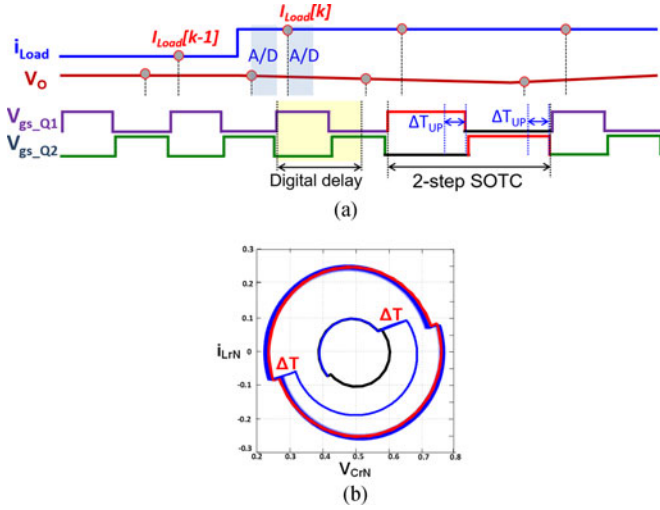 I_Load[k-1]
I_Load[k]
i_Load
A/D A/D
V_O
V_gs_Q1
ΔT_UP ΔT_UP
V_gs_Q2
Digital delay
2-step SOTC
(a)
0.3
0.2
0.1
0
-0.1
-0.2
-0.3
i_LrN
ΔT
ΔT
0.2 0.3 0.4 0.5 0.6 0.7 0.8
V_CrN
(b)